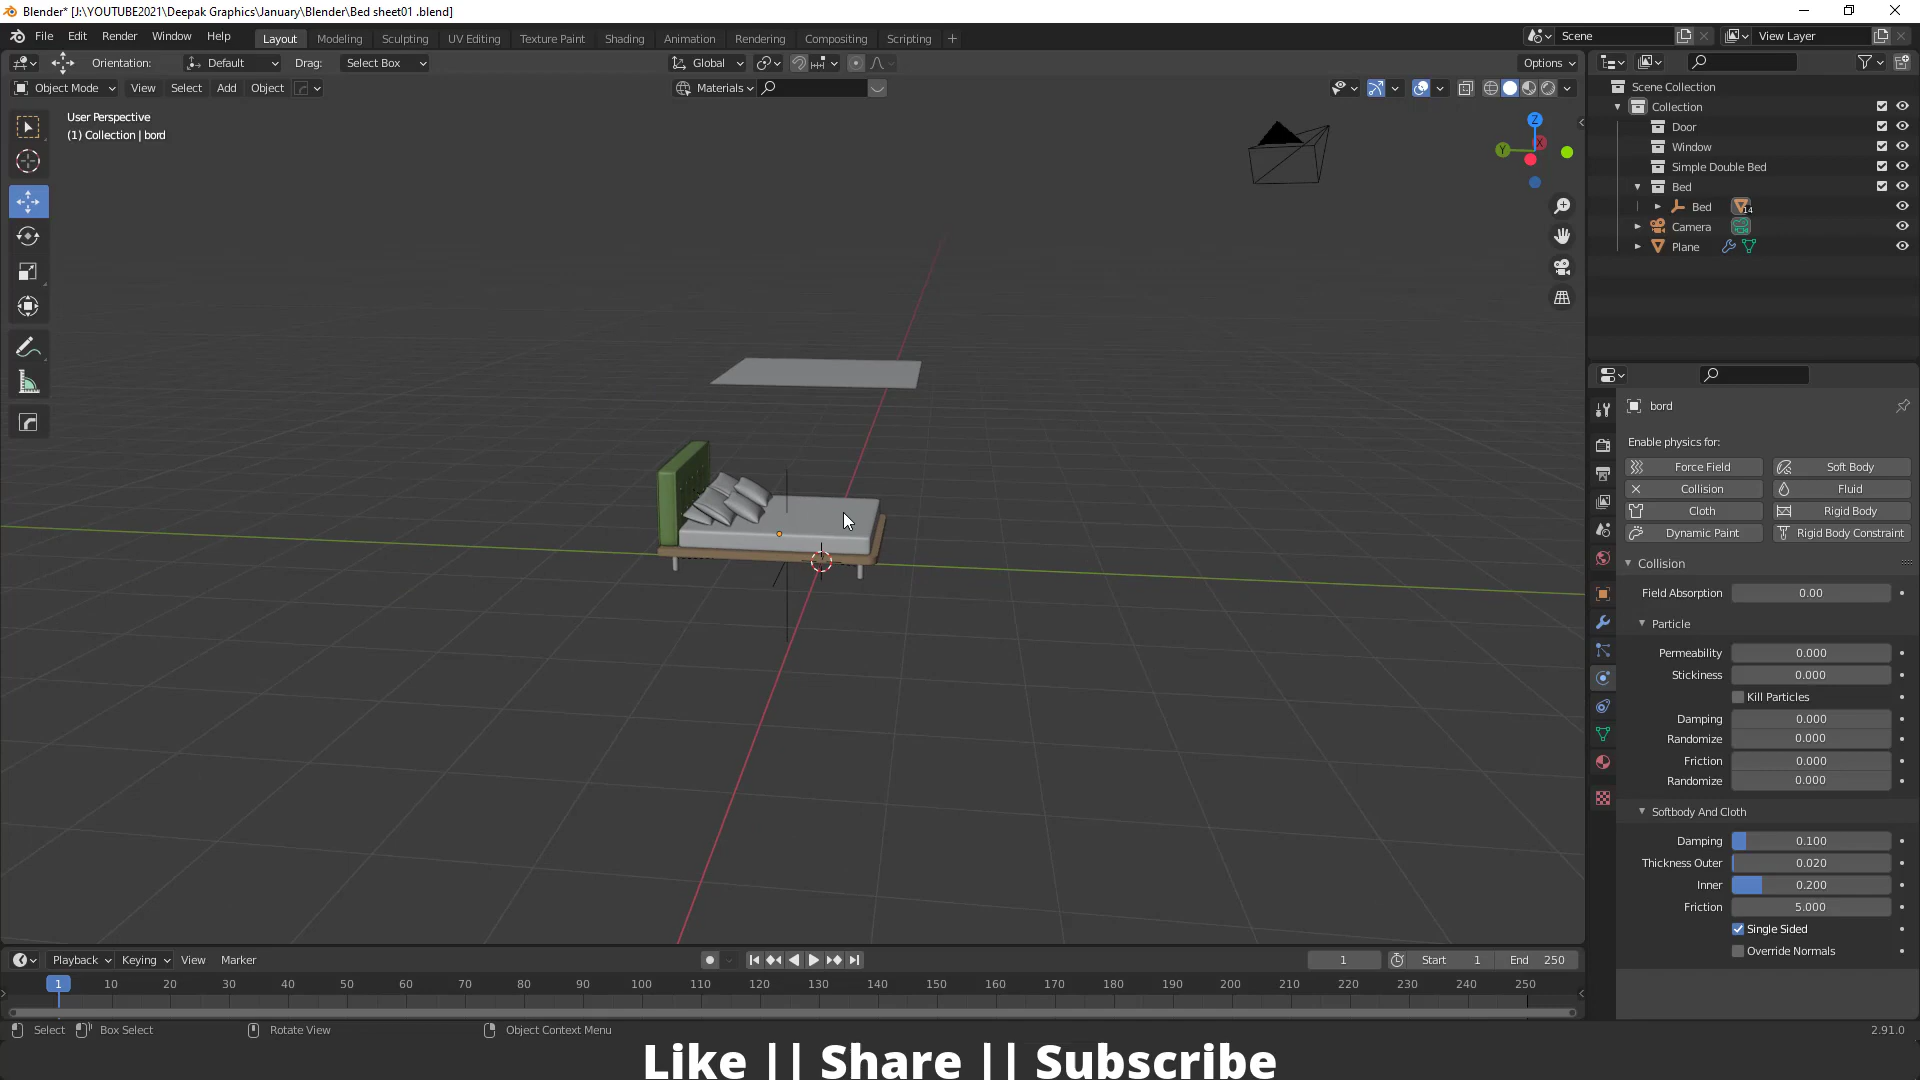 Blender* [J:\YOUTUBE2021\Deepak Graphics\January\Blender\Bed sheet01 .blend]
File Edit Render Window Help Layout Modeling Sculpting UV Editing Texture Paint Shading Animation Rendering Compositing Scripting + Scene View Layer
Orientation: Default Drag: Select Box Global Options
Object Mode View Select Add Object Materials
User Perspective
(1) Collection | bord
Z
Y
X
Scene Collection
Collection
Door
Window
Simple Double Bed
Bed
Bed 14
Camera
Plane
bord
Enable physics for:
Force Field Soft Body
Collision Fluid
Cloth Rigid Body
Dynamic Paint Rigid Body Constraint
Collision
Field Absorption 0.00
Particle
Permeability 0.000
Stickiness 0.000
Kill Particles
Damping 0.000
Randomize 0.000
Friction 0.000
Randomize 0.000
Softbody And Cloth
Damping 0.100
Thickness Outer 0.020
Inner 0.200
Friction 5.000
Single Sided
Override Normals
Playback Keying View Marker 1 Start 1 End 250
1 10 20 30 40 50 60 70 80 90 100 110 120 130 140 150 160 170 180 190 200 210 220 230 240 250
Select Box Select Rotate View Object Context Menu 2.91.0
Like || Share || Subscribe